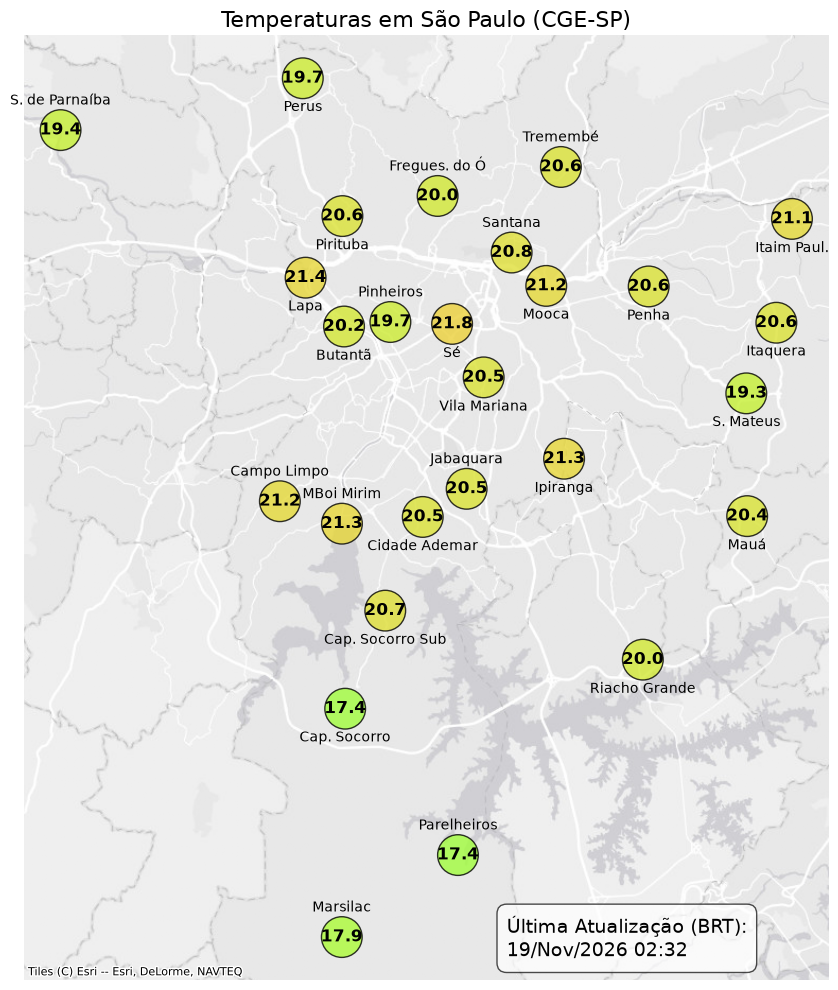 Temperaturas em São Paulo (CGE-SP)
19.7
Perus
S. de Parnaíba
19.4
Tremembé
20.6
Fregues. do Ó
20.0
20.6
Pirituba
21.1
Itaim Paul.
Santana
20.8
21.4
Lapa
21.2
Mooca
20.6
Penha
Pinheiros
19.7
20.2
Butantã
21.8
Sé
20.6
Itaquera
20.5
Vila Mariana
19.3
S. Mateus
21.3
Ipiranga
Jabaquara
20.5
Campo Limpo
21.2
MBoi Mirim
21.3
20.5
Cidade Ademar
20.4
Mauá
20.7
Cap. Socorro Sub
20.0
Riacho Grande
17.4
Cap. Socorro
Parelheiros
17.4
Marsilac
17.9
Última Atualização (BRT):
19/Nov/2026 02:32
Tiles (C) Esri -- Esri, DeLorme, NAVTEQ